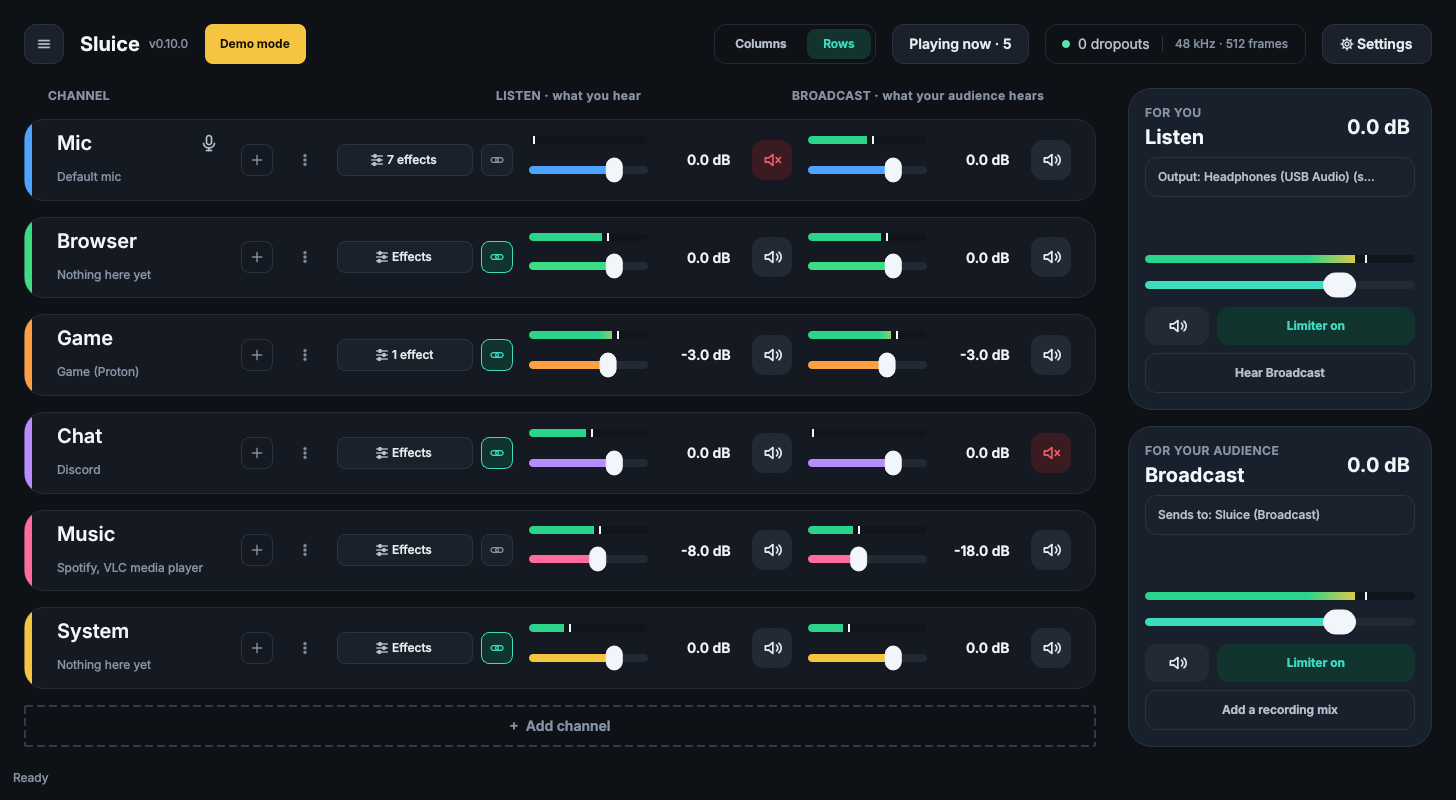 Sluice v0.10.0 Demo mode Columns Rows Playing now · 5 0 dropouts 48 kHz · 512 frames Settings
CHANNEL LISTEN · what you hear BROADCAST · what your audience hears
Mic
Default mic
7 effects 0.0 dB 0.0 dB
Browser
Nothing here yet
Effects 0.0 dB 0.0 dB
Game
Game (Proton)
1 effect -3.0 dB -3.0 dB
Chat
Discord
Effects 0.0 dB 0.0 dB
Music
Spotify, VLC media player
Effects -8.0 dB -18.0 dB
System
Nothing here yet
Effects 0.0 dB 0.0 dB
+ Add channel
FOR YOU
Listen 0.0 dB
Output: Headphones (USB Audio) (s...
Limiter on
Hear Broadcast
FOR YOUR AUDIENCE
Broadcast 0.0 dB
Sends to: Sluice (Broadcast)
Limiter on
Add a recording mix
Ready